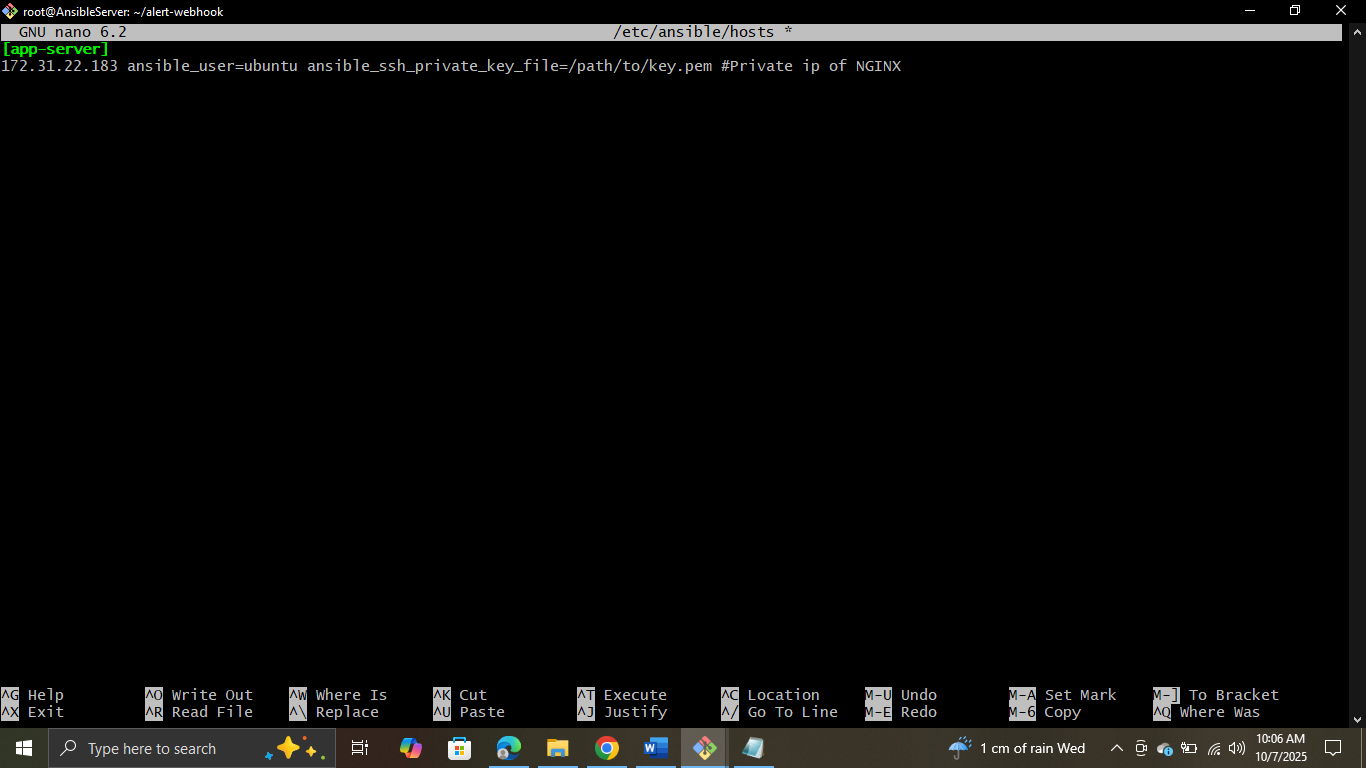 root@AnsibleServer: ~/alert-webhook
GNU nano 6.2 /etc/ansible/hosts *
[app-server]
172.31.22.183 ansible_user=ubuntu ansible_ssh_private_key_file=/path/to/key.pem #Private ip of NGINX
^G Help ^O Write Out ^W Where Is ^K Cut ^T Execute ^C Location M-U Undo M-A Set Mark M-] To Bracket
^X Exit ^R Read File ^\ Replace ^U Paste ^J Justify ^/ Go To Line M-E Redo M-6 Copy ^Q Where Was
Type here to search 1 cm of rain Wed 10:06 AM
10/7/2025